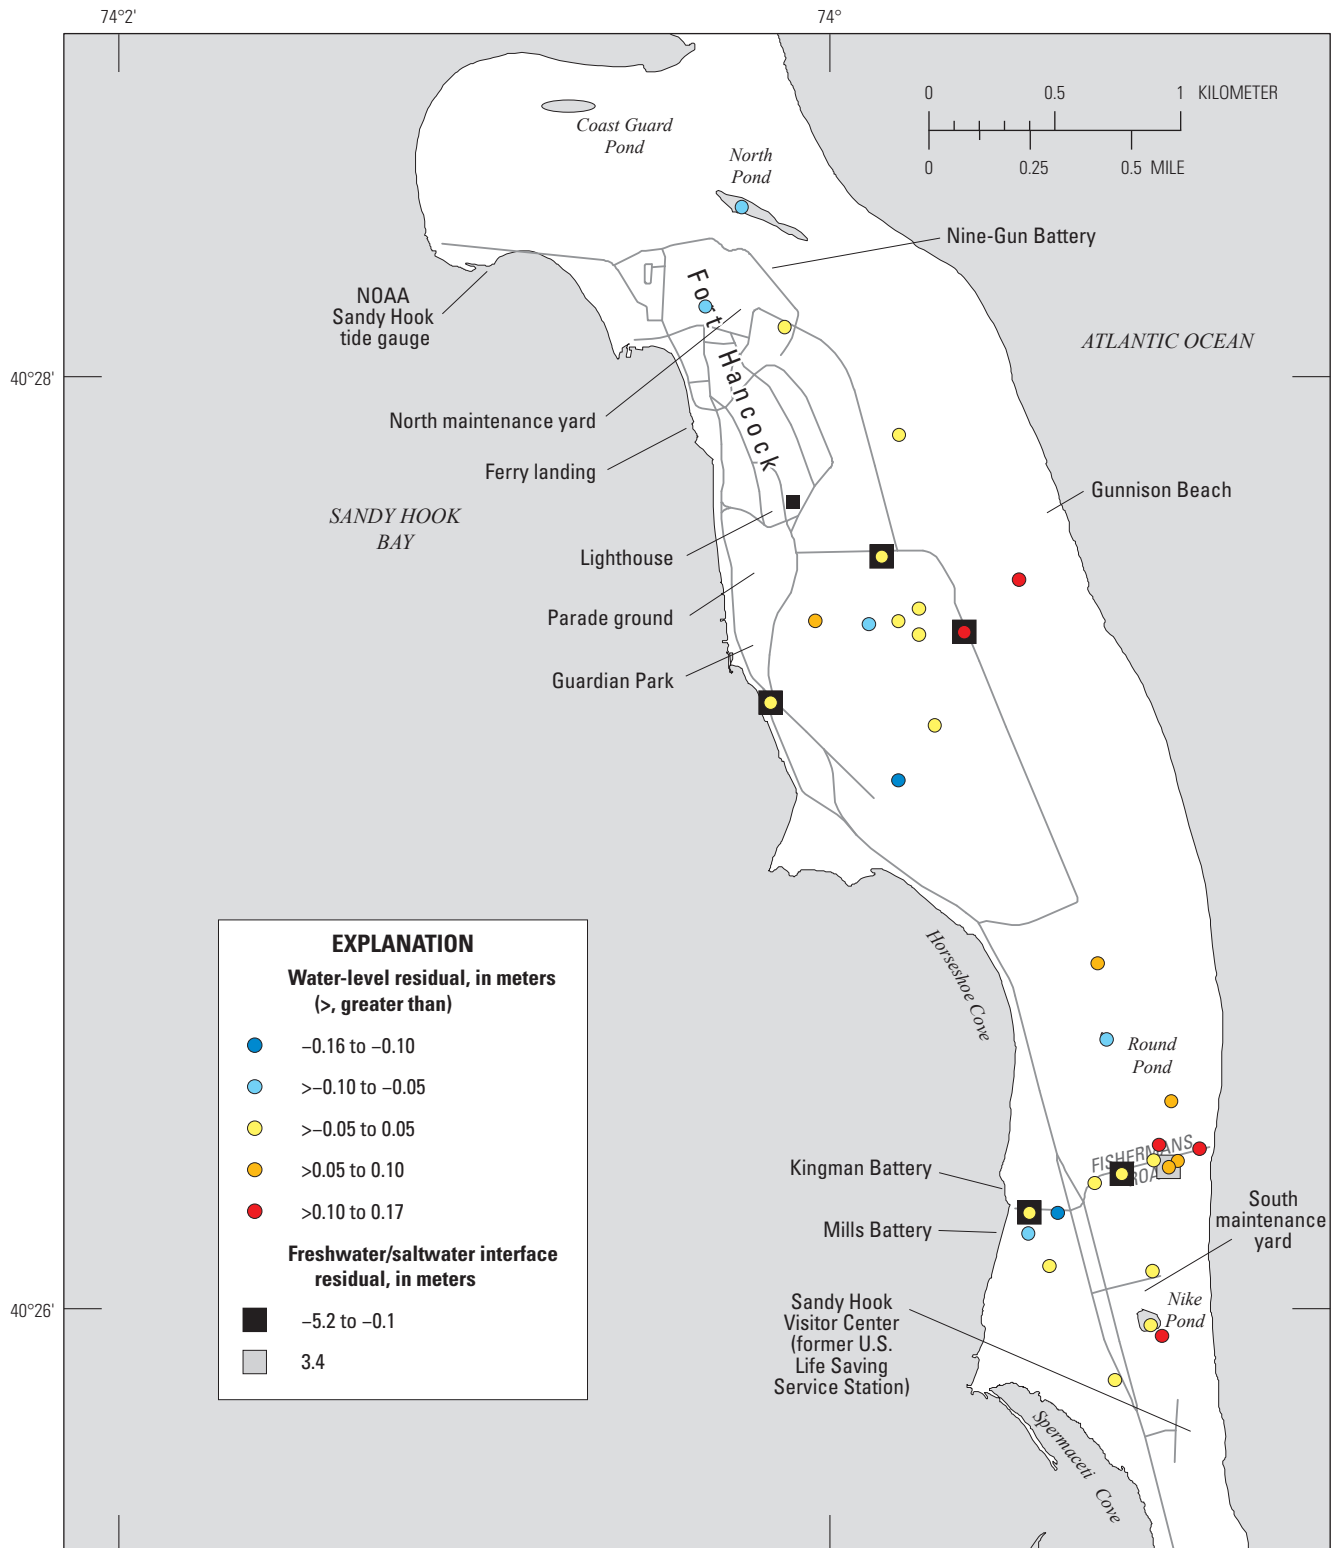 74°2'
74°
0
0.5
1 KILOMETER
0
0.25
0.5 MILE
Coast Guard
Pond
North
Pond
Nine-Gun Battery
NOAA
Sandy Hook
tide gauge
Fort Hancock
ATLANTIC OCEAN
40°28'
North maintenance yard
Ferry landing
Gunnison Beach
SANDY HOOK
BAY
Lighthouse
Parade ground
Guardian Park
Horseshoe Cove
EXPLANATION
Water-level residual, in meters
(>, greater than)
−0.16 to −0.10
>−0.10 to −0.05
>−0.05 to 0.05
>0.05 to 0.10
>0.10 to 0.17
Freshwater/saltwater interface
residual, in meters
−5.2 to −0.1
3.4
Round
Pond
FISHERMANS
ROAD
Kingman Battery
Mills Battery
South
maintenance
yard
40°26'
Sandy Hook
Visitor Center
(former U.S.
Life Saving
Service Station)
Nike
Pond
Spermaceti Cove